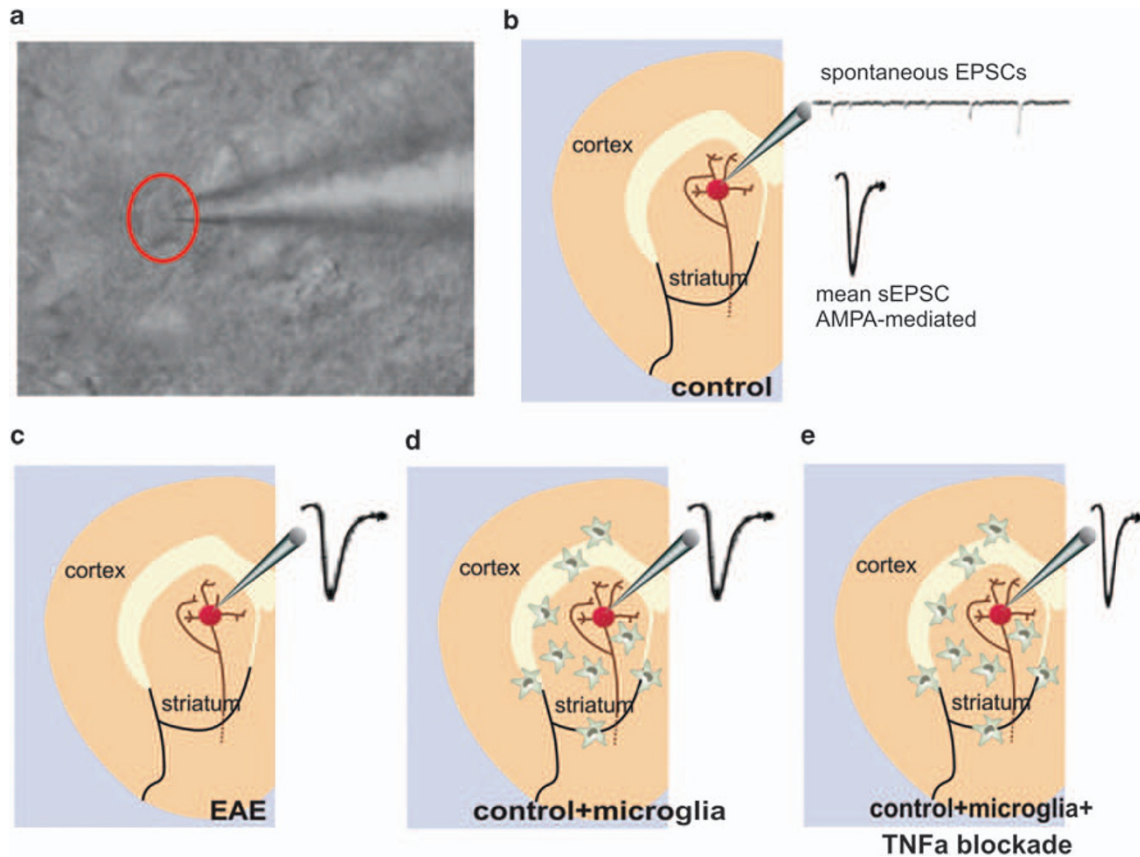 a
b
spontaneous EPSCs
cortex
striatum
mean sEPSC
AMPA-mediated
control
c
cortex
striatum
EAE
d
cortex
striatum
control+microglia
e
cortex
striatum
control+microglia+
TNFa blockade